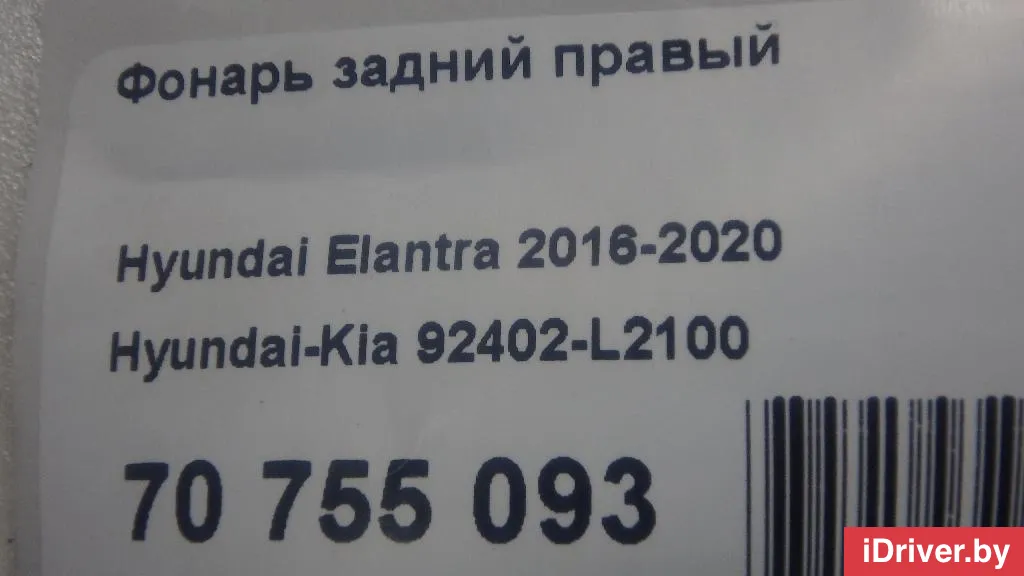 Фонарь задний правый
Hyundai Elantra 2016-2020
Hyundai-Kia 92402-L2100
70 755 093
iDriver.by